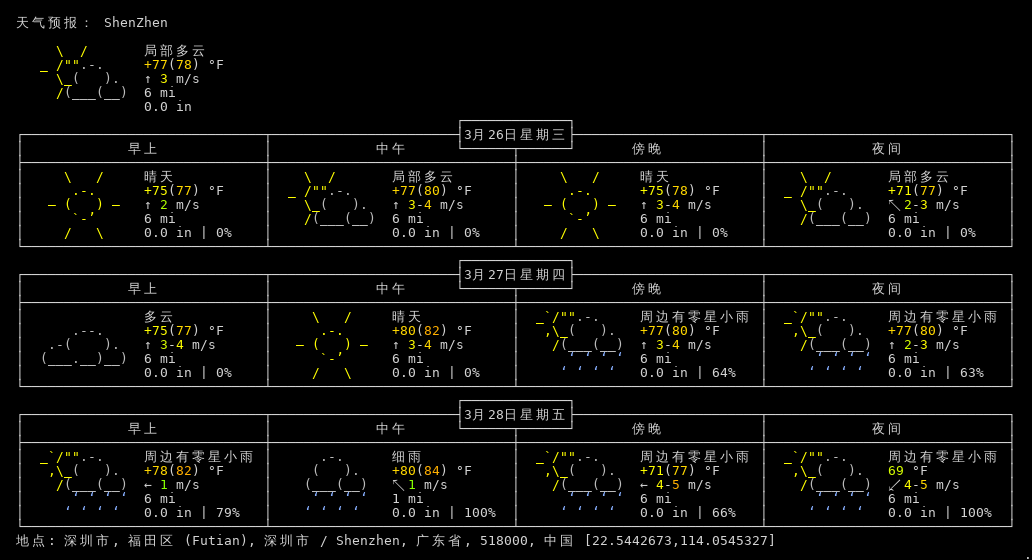 天气预报： ShenZhen
局部多云
+77(78) °F
↑ 3 m/s
6 mi
0.0 in
3月26日星期三
早上 中午 傍晚 夜间
晴天 局部多云 晴天 局部多云
+75(77) °F +77(80) °F +75(78) °F +71(77) °F
↑ 2 m/s ↑ 3-4 m/s ↑ 3-4 m/s ↖ 2-3 m/s
6 mi 6 mi 6 mi 6 mi
0.0 in | 0% 0.0 in | 0% 0.0 in | 0% 0.0 in | 0%
3月27日星期四
早上 中午 傍晚 夜间
多云 晴天 周边有零星小雨 周边有零星小雨
+75(77) °F +80(82) °F +77(80) °F +77(80) °F
↑ 3-4 m/s ↑ 3-4 m/s ↑ 3-4 m/s ↑ 2-3 m/s
6 mi 6 mi 6 mi 6 mi
0.0 in | 0% 0.0 in | 0% 0.0 in | 64% 0.0 in | 63%
3月28日星期五
早上 中午 傍晚 夜间
周边有零星小雨 细雨 周边有零星小雨 周边有零星小雨
+78(82) °F +80(84) °F +71(77) °F 69 °F
← 1 m/s ↖ 1 m/s ← 4-5 m/s ↙ 4-5 m/s
6 mi 1 mi 6 mi 6 mi
0.0 in | 79% 0.0 in | 100% 0.0 in | 66% 0.0 in | 100%
地点: 深圳市, 福田区 (Futian), 深圳市 / Shenzhen, 广东省, 518000, 中国 [22.5442673,114.0545327]